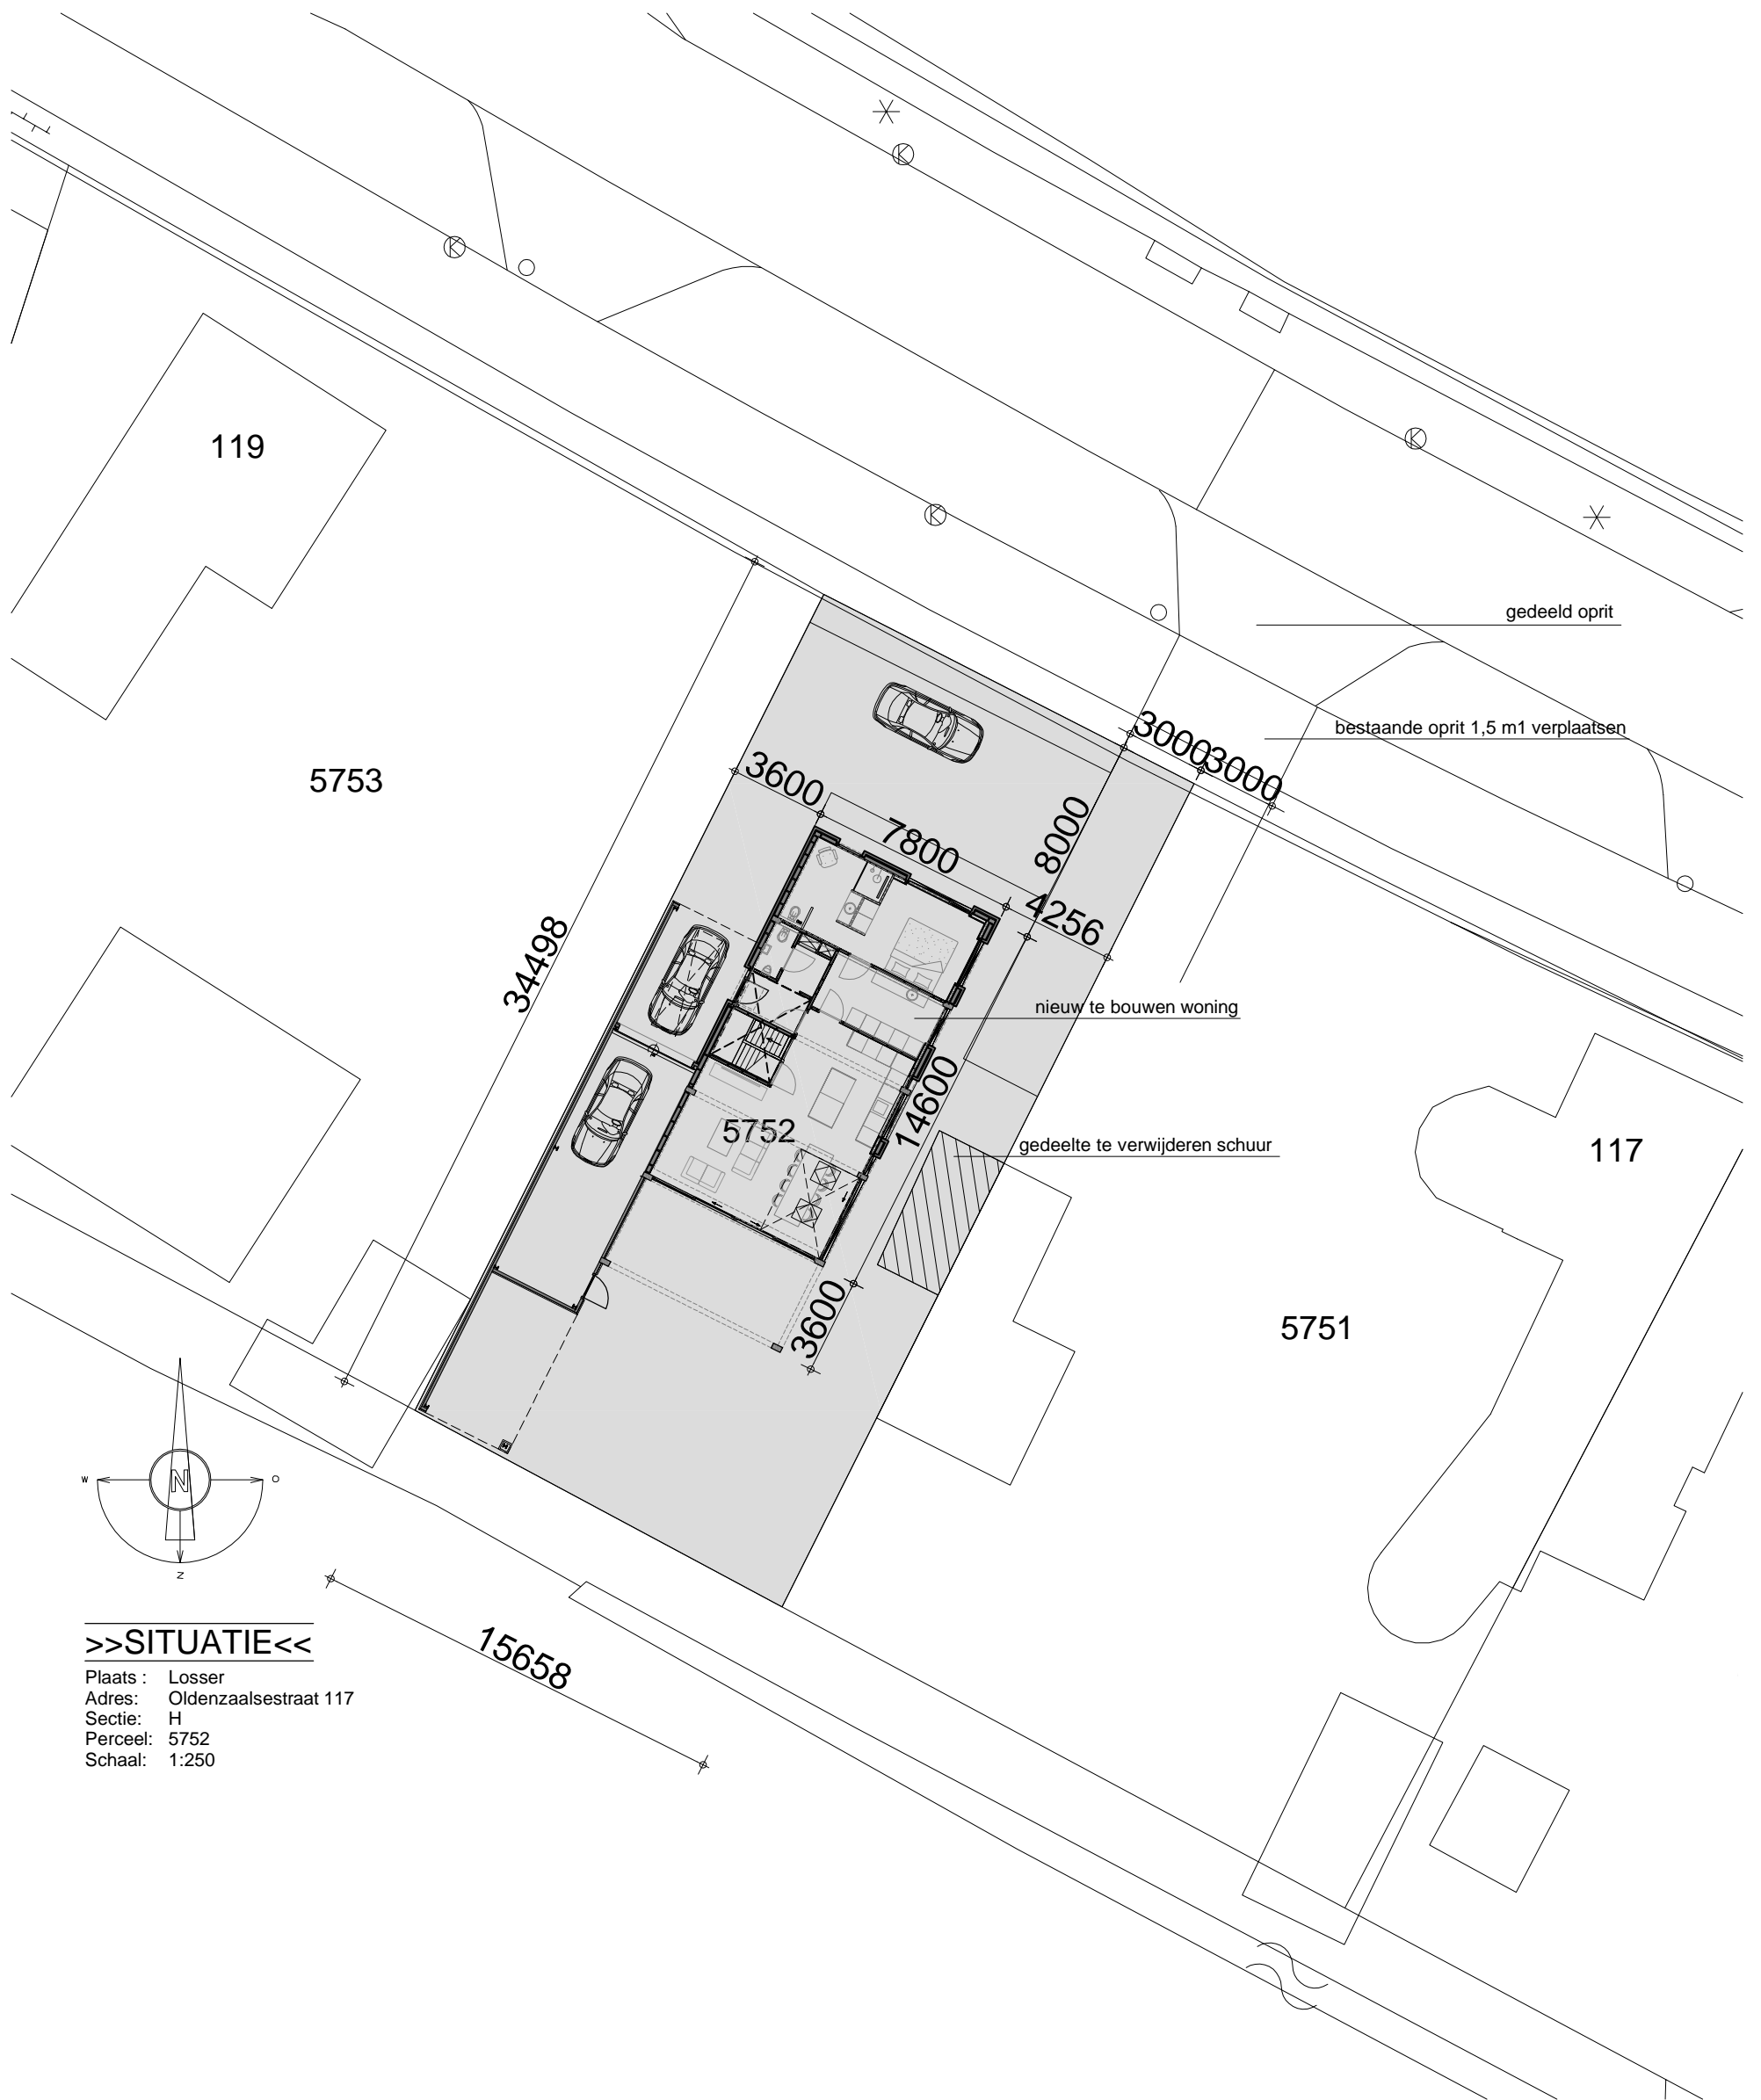 119
gedeeld oprit
bestaande oprit 1,5 m1 verplaatsen
3000
3000
5753
3600
7800
8000
4256
34498
nieuw te bouwen woning
14600
5752
gedeelte te verwijderen schuur
117
3600
5751
W
N
O
Z
15658
>>SITUATIE<<
Plaats : Losser
Adres: Oldenzaalsestraat 117
Sectie: H
Perceel: 5752
Schaal: 1:250
K
K
K
K